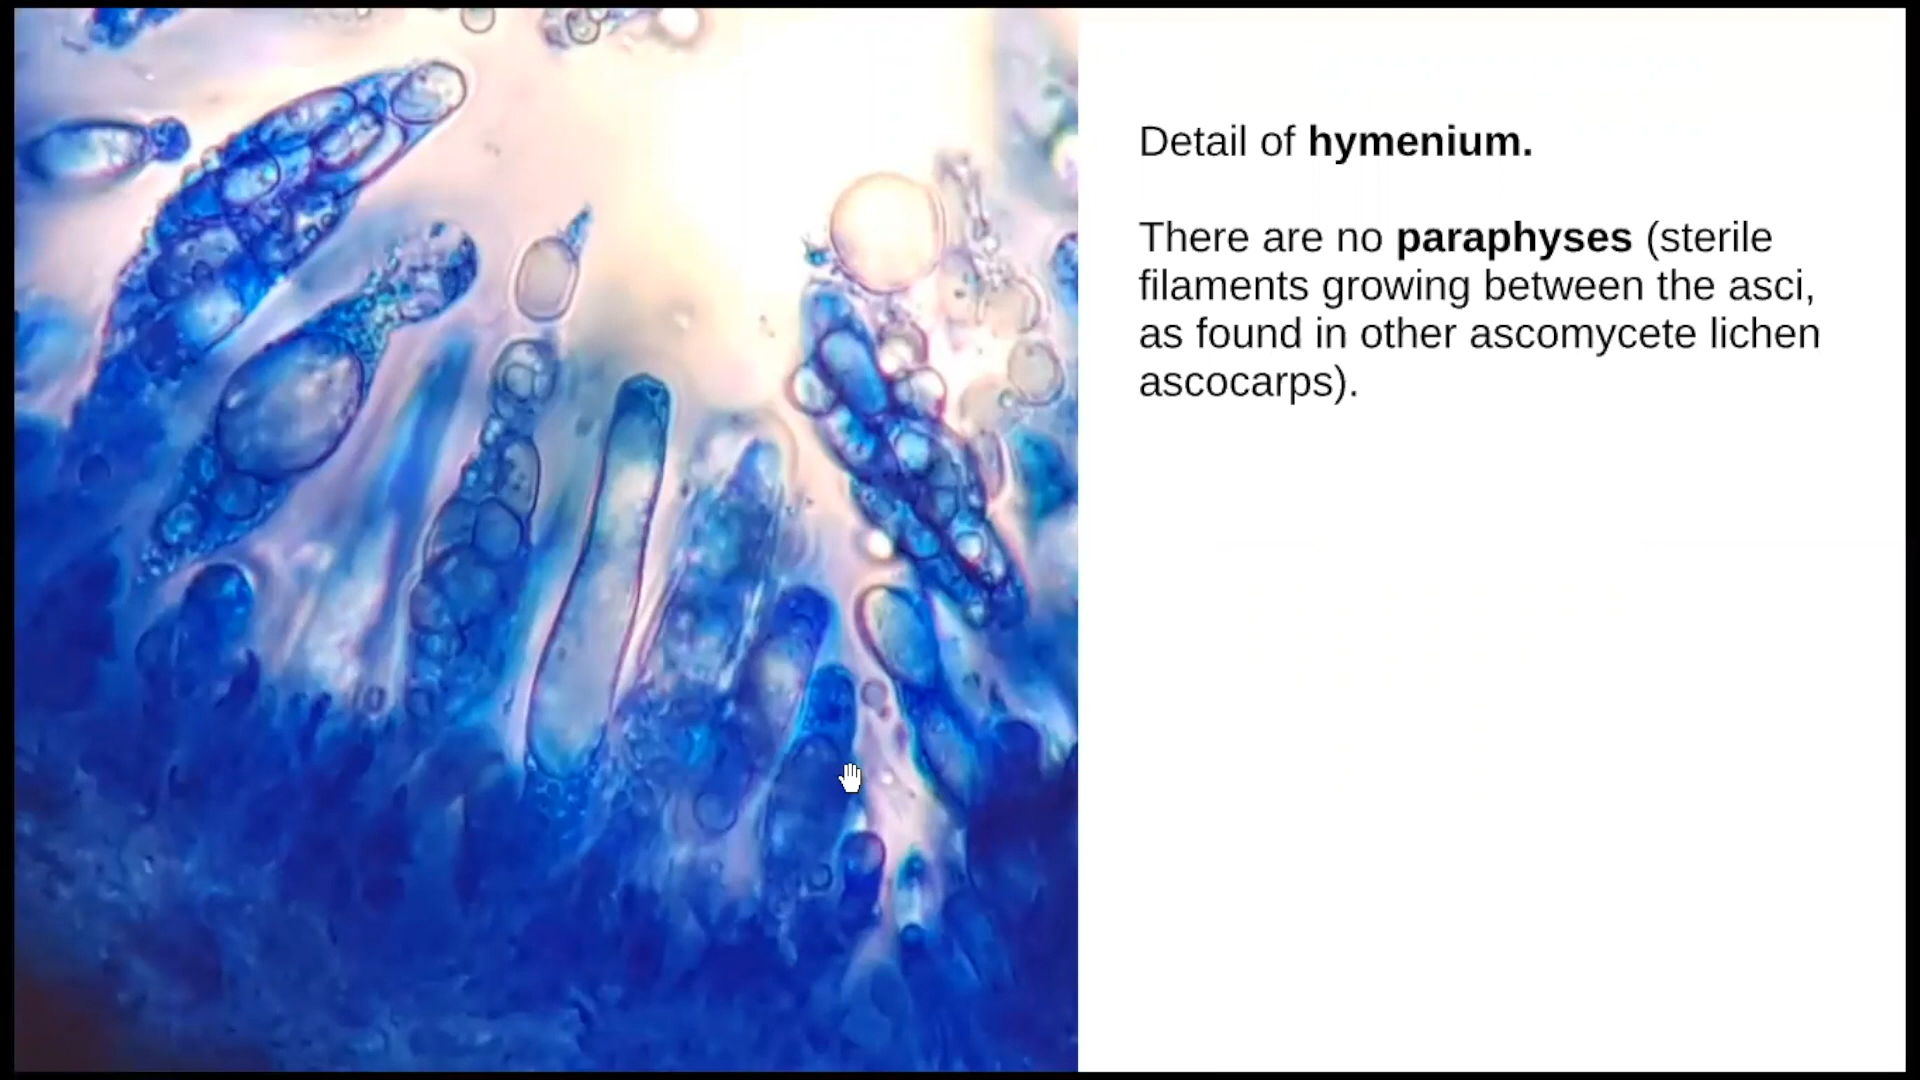 Detail of hymenium.
There are no paraphyses (sterile
filaments growing between the asci,
as found in other ascomycete lichen
ascocarps).